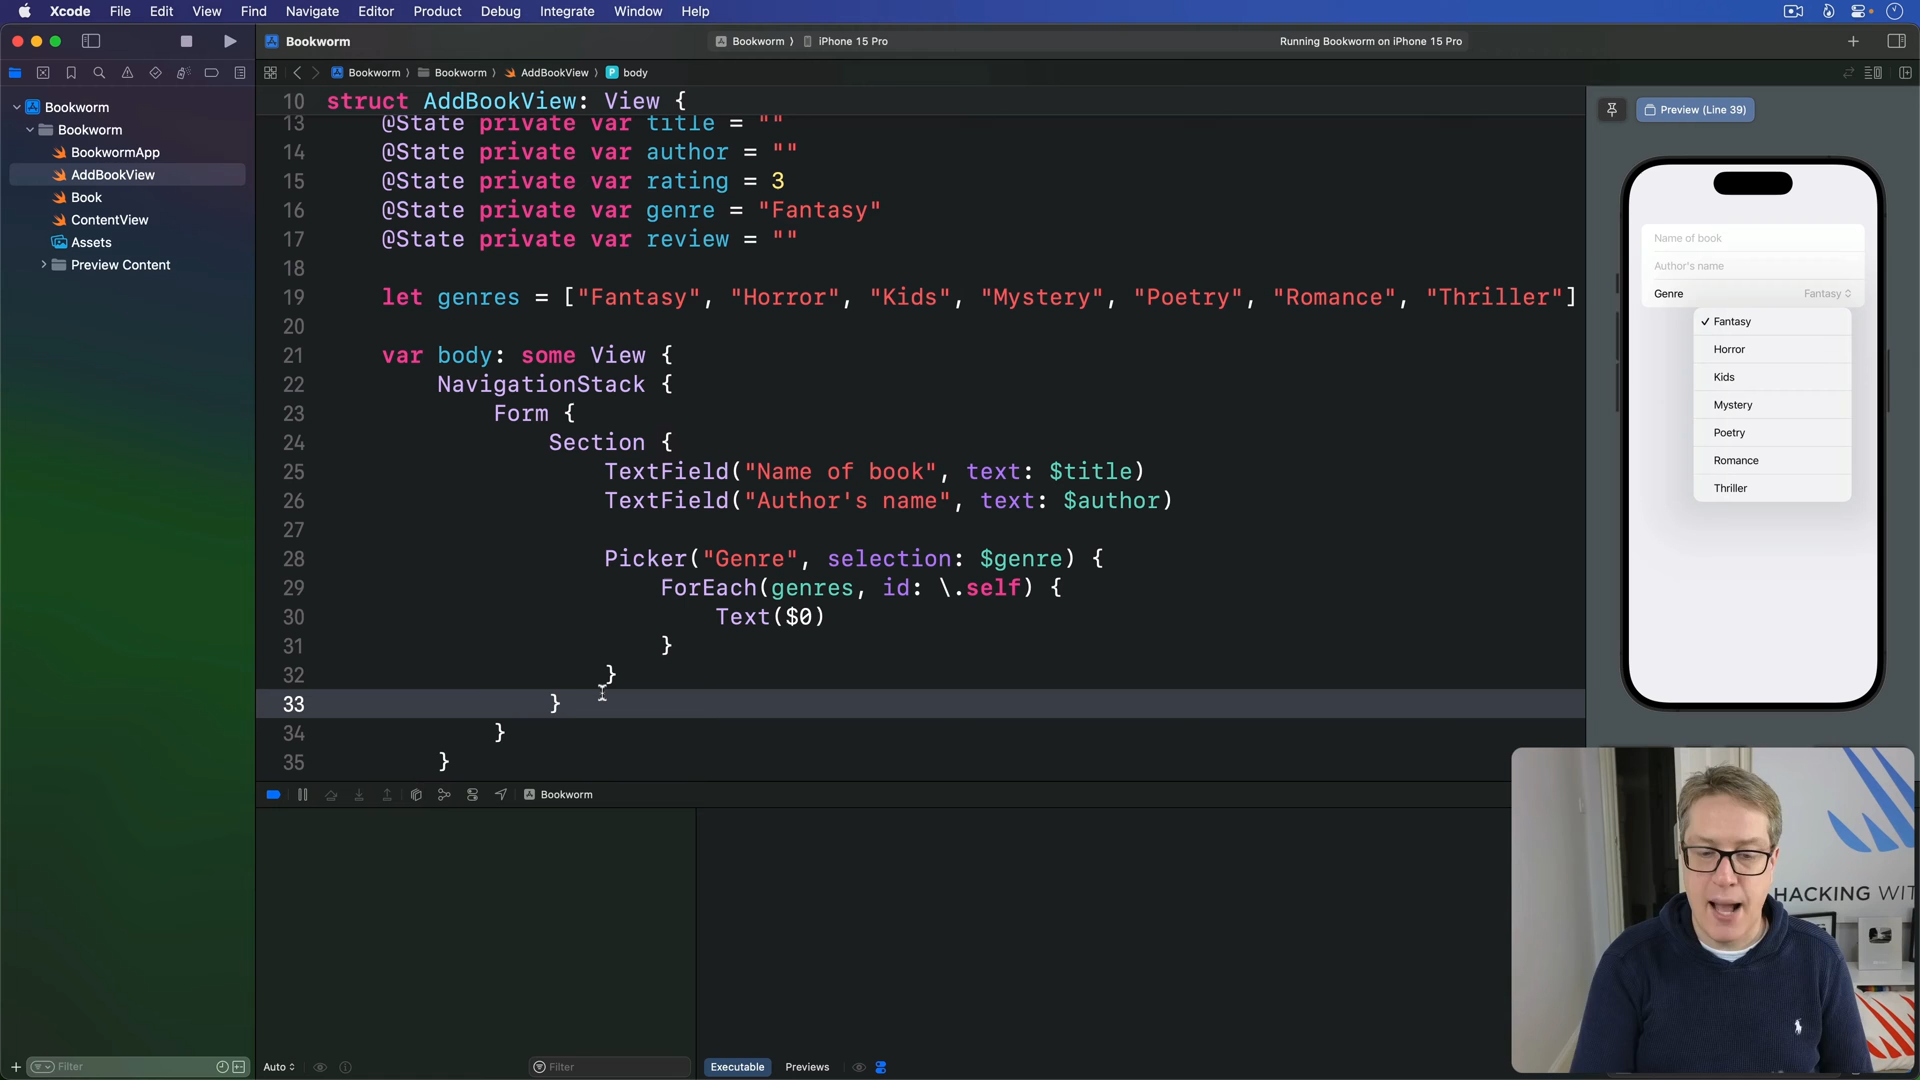 Xcode File Edit View Find Navigate Editor Product Debug Integrate Window Help
Bookworm
Bookworm ⟩ iPhone 15 Pro
Running Bookworm on iPhone 15 Pro
Bookworm ⟩ Bookworm ⟩ AddBookView ⟩ P body
Bookworm
Bookworm
BookwormApp
AddBookView
Book
ContentView
Assets
Preview Content
10 struct AddBookView: View {
13 @State private var title = ""
14 @State private var author = ""
15 @State private var rating = 3
16 @State private var genre = "Fantasy"
17 @State private var review = ""
18
19 let genres = ["Fantasy", "Horror", "Kids", "Mystery", "Poetry", "Romance", "Thriller"]
20
21 var body: some View {
22 NavigationStack {
23 Form {
24 Section {
25 TextField("Name of book", text: $title)
26 TextField("Author's name", text: $author)
27
28 Picker("Genre", selection: $genre) {
29 ForEach(genres, id: \.self) {
30 Text($0)
31 }
32 }
33 }
34 }
35 }
Preview (Line 39)
Name of book
Author's name
Genre Fantasy
✓ Fantasy
Horror
Kids
Mystery
Poetry
Romance
Thriller
Bookworm
HACKING WIT
Filter
Auto
Filter
Executable Previews